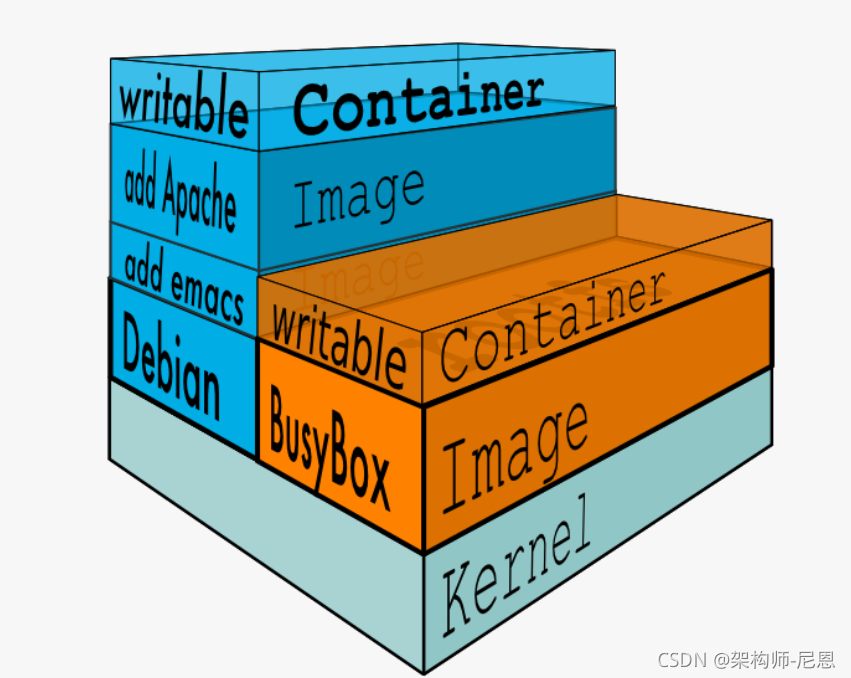 writable
Container
add Apache
Image
add emacs
Image
writable
Container
Debian
BusyBox
Image
Kernel
CSDN @架构师-尼恩